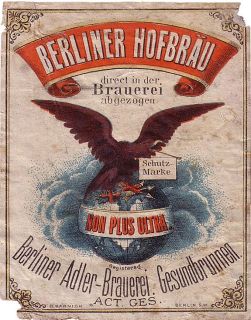 BERLINER HOFBRÄU
direct in der
Brauerei
abgezogen
Schutz-
Marke.
NON PLUS ULTRA
Registered
Berliner Adler-Brauerei, Gesundbrunnen
ACT. GES.
BERLIN S.W.